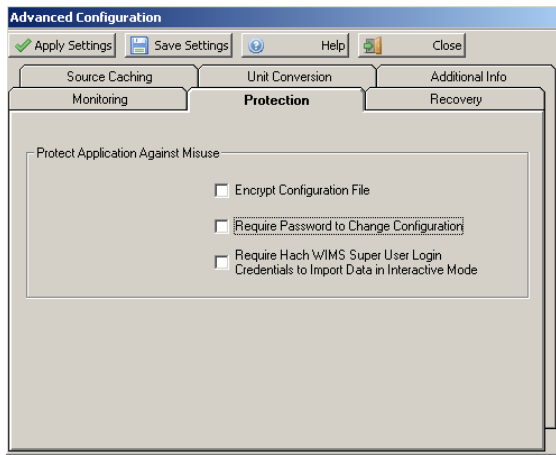 Advanced Configuration
Apply Settings Save Settings Help Close
Source Caching Unit Conversion Additional Info
Monitoring Protection Recovery
Protect Application Against Misuse
Encrypt Configuration File
Require Password to Change Configuration
Require Hach WIMS Super User Login
Credentials to Import Data in Interactive Mode